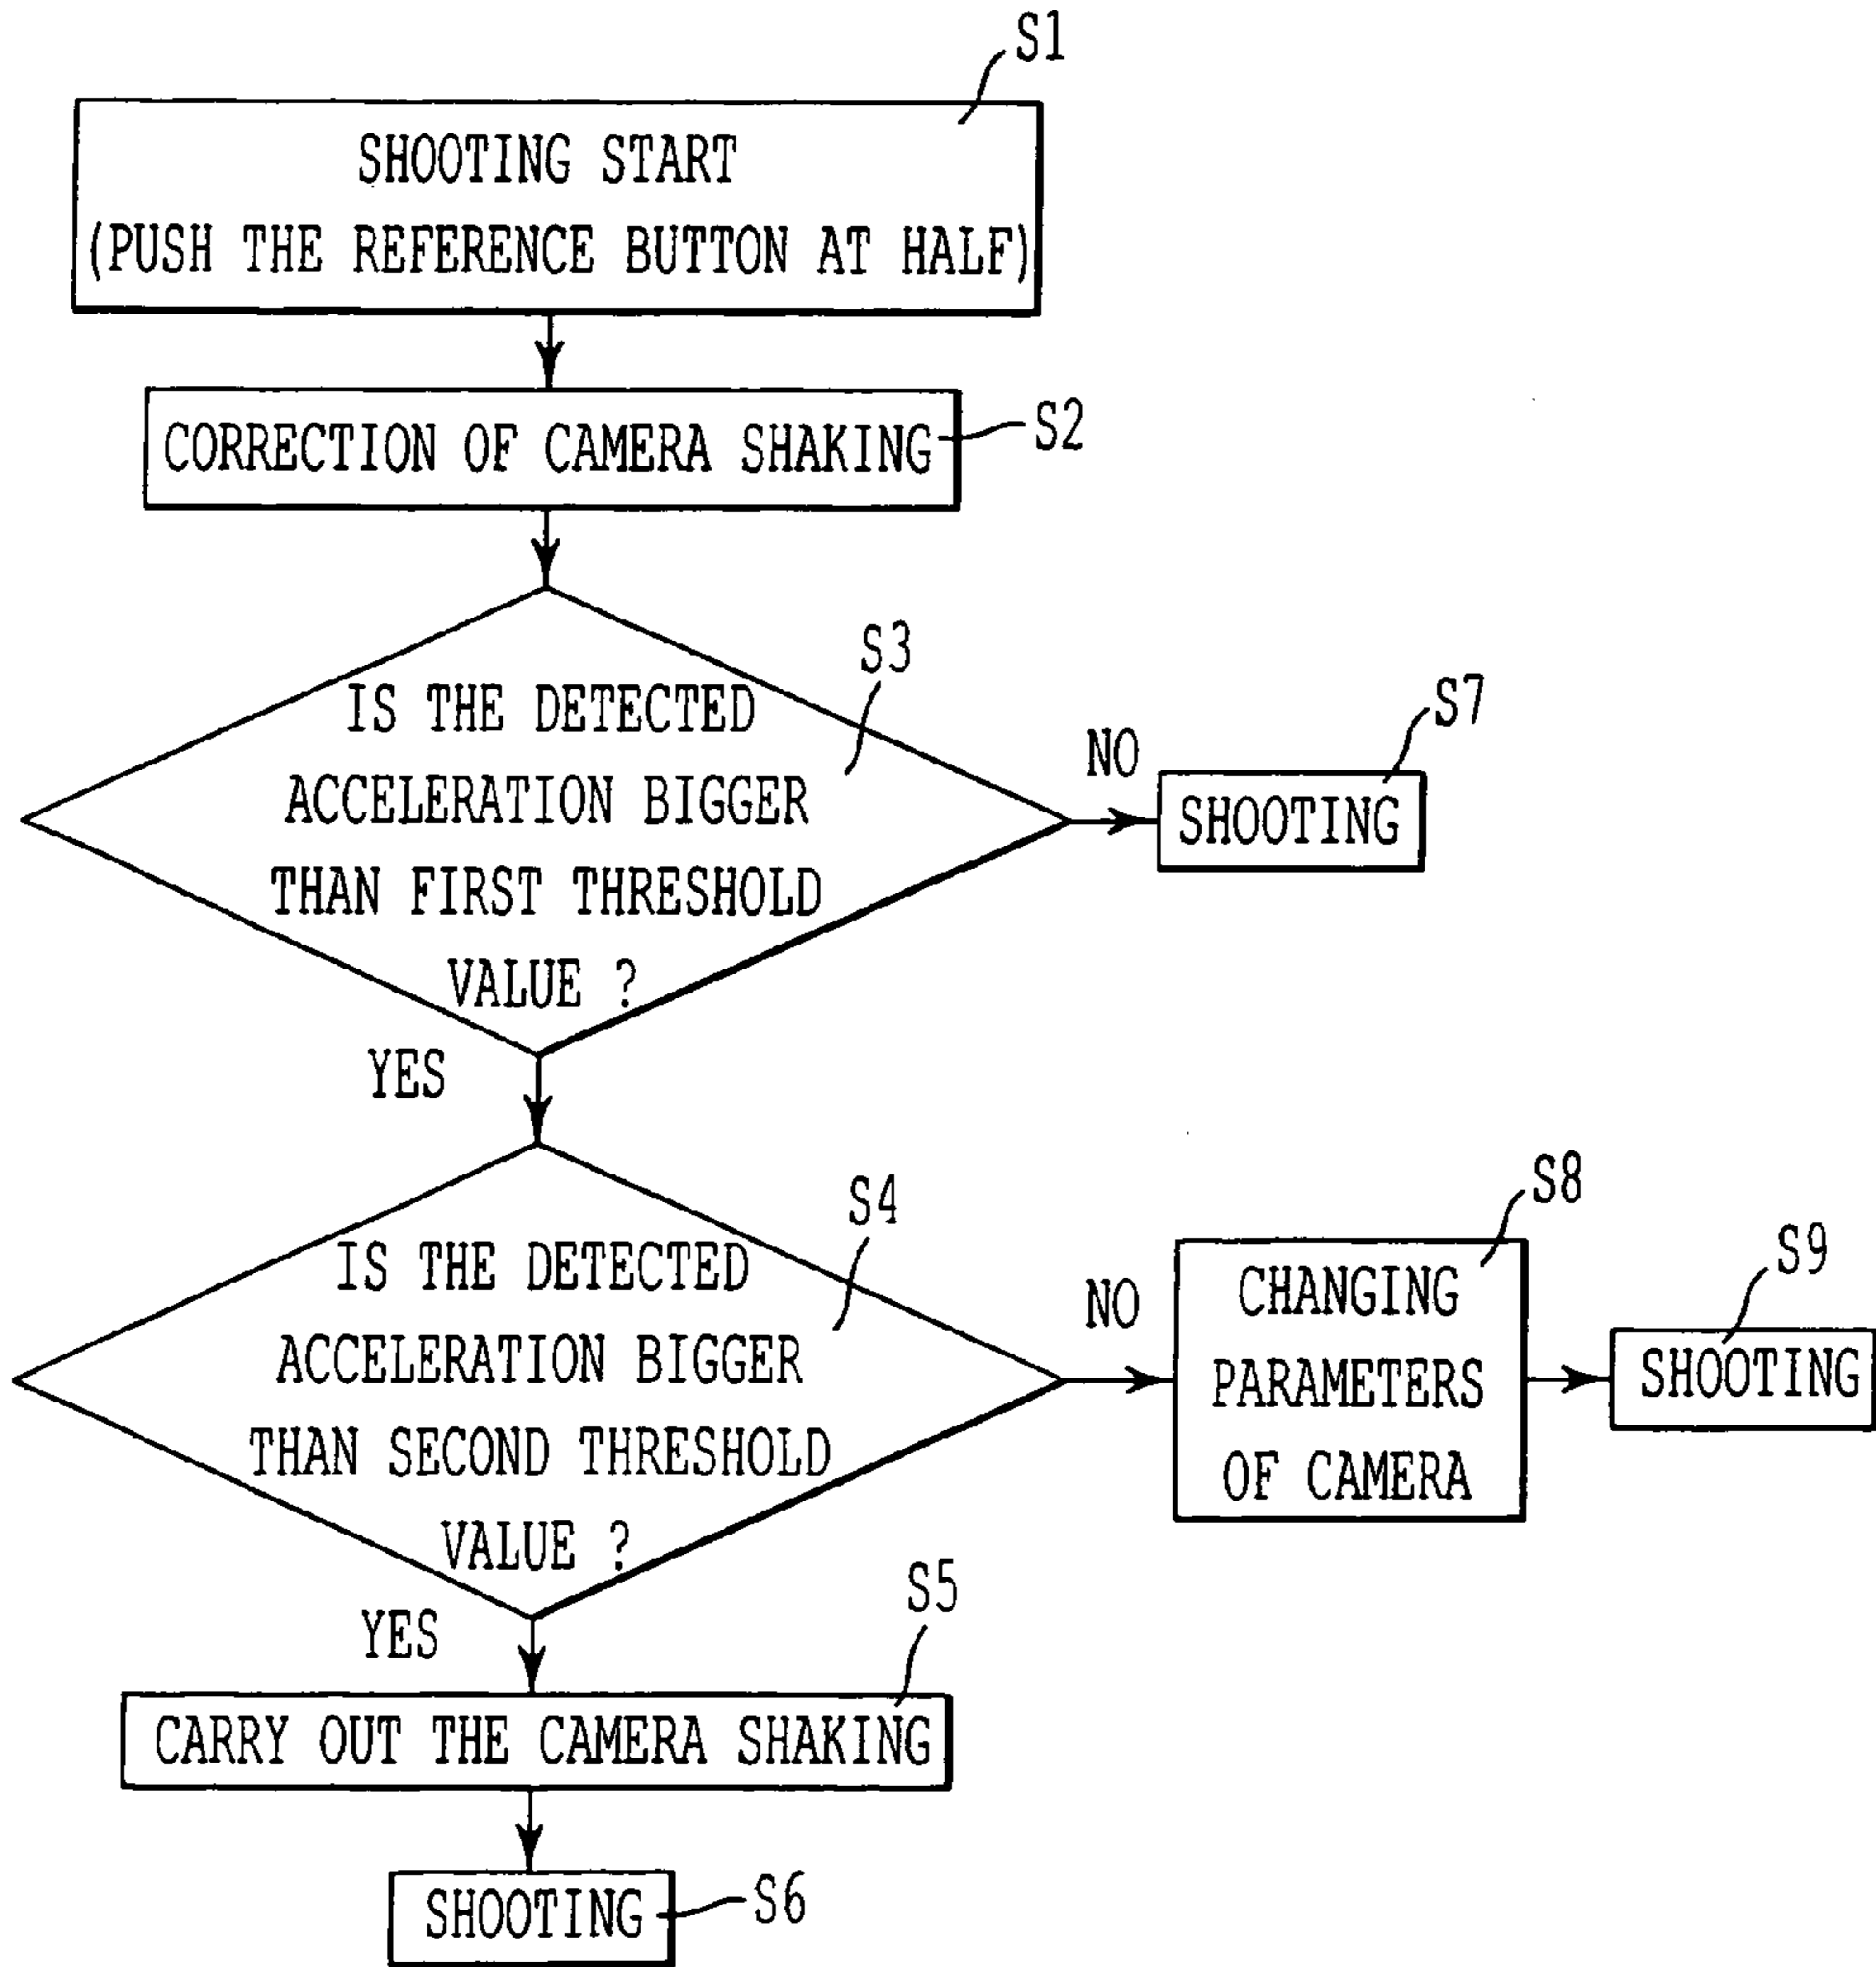 S1
SHOOTING START
(PUSH THE REFERENCE BUTTON AT HALF)
CORRECTION OF CAMERA SHAKING
S2
S3
IS THE DETECTED
ACCELERATION BIGGER
THAN FIRST THRESHOLD
VALUE ?
NO
S7
SHOOTING
YES
S4
IS THE DETECTED
ACCELERATION BIGGER
THAN SECOND THRESHOLD
VALUE ?
NO
S8
CHANGING
PARAMETERS
OF CAMERA
S9
SHOOTING
YES
S5
CARRY OUT THE CAMERA SHAKING
SHOOTING
S6